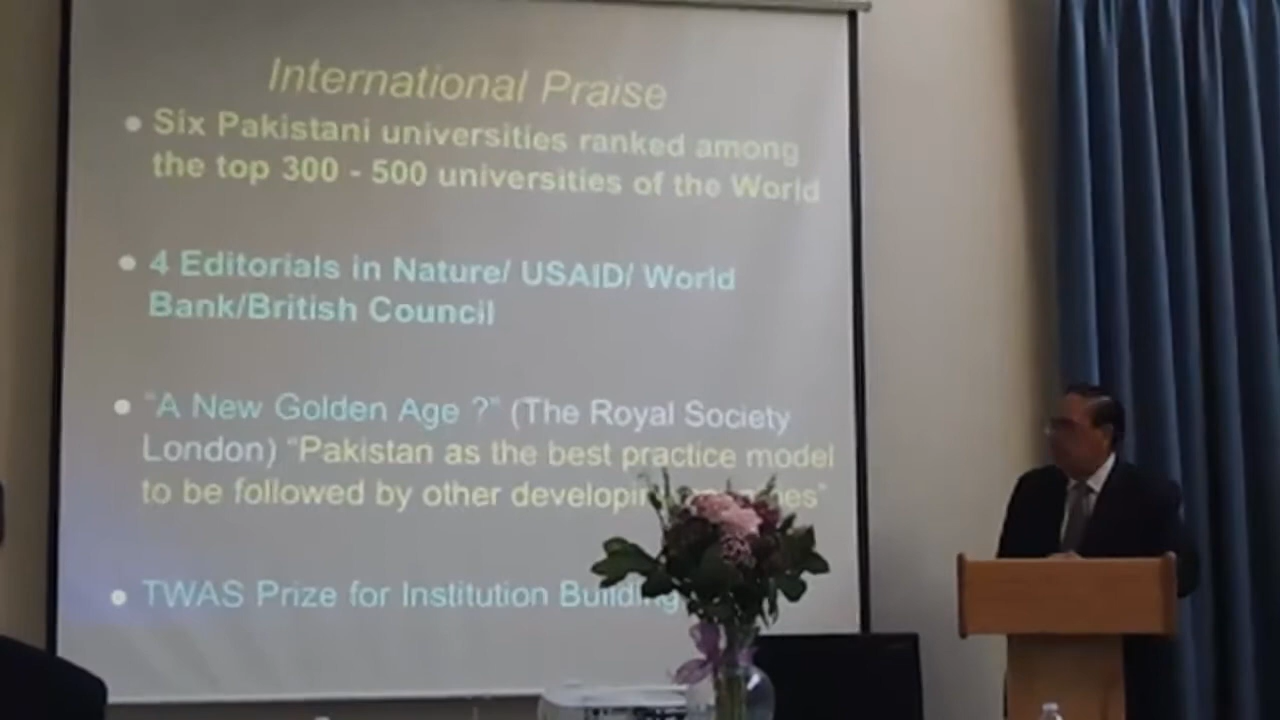 International Praise
• Six Pakistani universities ranked among
the top 300 - 500 universities of the World
• 4 Editorials in Nature/ USAID/ World
Bank/British Council
• "A New Golden Age ?" (The Royal Society
London) "Pakistan as the best practice model
to be followed by other
• TWAS Prize for Institution Building